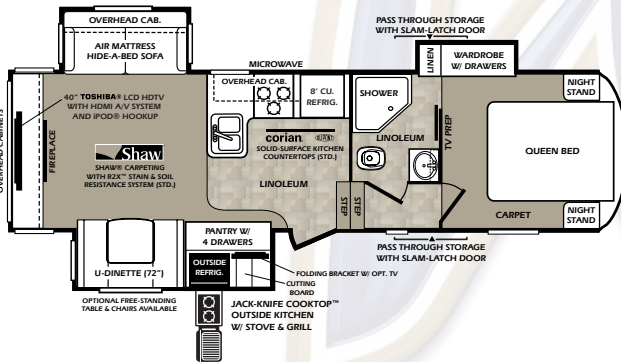 OVERHEAD CAB.
AIR MATTRESS
HIDE-A-BED SOFA
PASS THROUGH STORAGE
WITH SLAM-LATCH DOOR
MICROWAVE
OVERHEAD CAB.
8' CU.
REFRIG.
LINEN
WARDROBE
W/ DRAWERS
NIGHT
STAND
SHOWER
40" TOSHIBA® LCD HDTV
WITH HDMI A/V SYSTEM
AND iPOD® HOOKUP
OVERHEAD CABINETS
FIREPLACE
Shaw
SHAW® CARPETING
WITH R2X™ STAIN & SOIL
RESISTANCE SYSTEM (STD.)
corian. DUPONT
SOLID-SURFACE KITCHEN
COUNTERTOPS (STD.)
LINOLEUM
LINOLEUM
TV PREP
QUEEN BED
STEP
STEP
CARPET
NIGHT
STAND
PANTRY W/
4 DRAWERS
U-DINETTE (72")
OUTSIDE
REFRIG.
PASS THROUGH STORAGE
WITH SLAM-LATCH DOOR
FOLDING BRACKET W/ OPT. TV
CUTTING
BOARD
OPTIONAL FREE-STANDING
TABLE & CHAIRS AVAILABLE
JACK-KNIFE COOKTOP™
OUTSIDE KITCHEN
W/ STOVE & GRILL